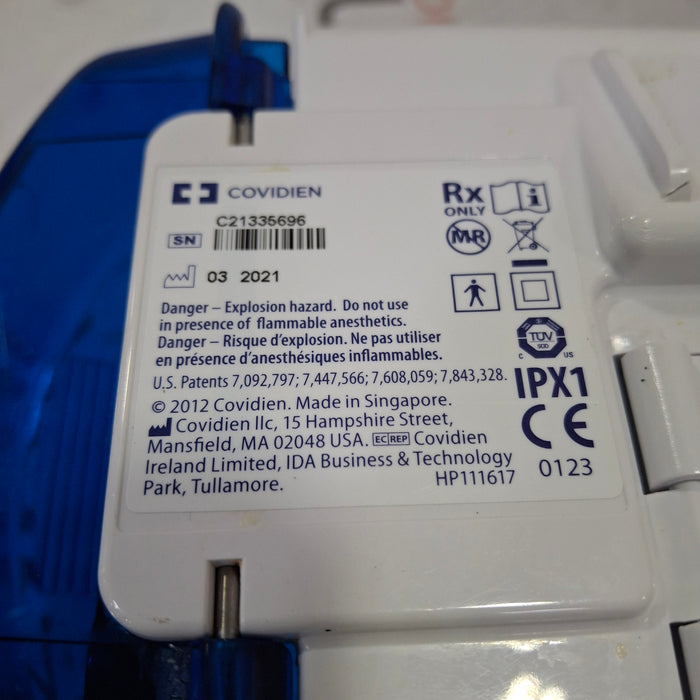 COVIDIEN
Rx
ONLY
MR
C21335696
SN
03 2021
Danger – Explosion hazard. Do not use
in presence of flammable anesthetics.
Danger – Risque d'explosion. Ne pas utiliser
en présence d'anesthésiques inflammables.
U.S. Patents 7,092,797; 7,447,566; 7,608,059; 7,843,328.
© 2012 Covidien. Made in Singapore.
Covidien llc, 15 Hampshire Street,
Mansfield, MA 02048 USA. EC REP Covidien
Ireland Limited, IDA Business & Technology
Park, Tullamore.
HP111617
TÜV
SÜD
C US
IPX1
CE
0123